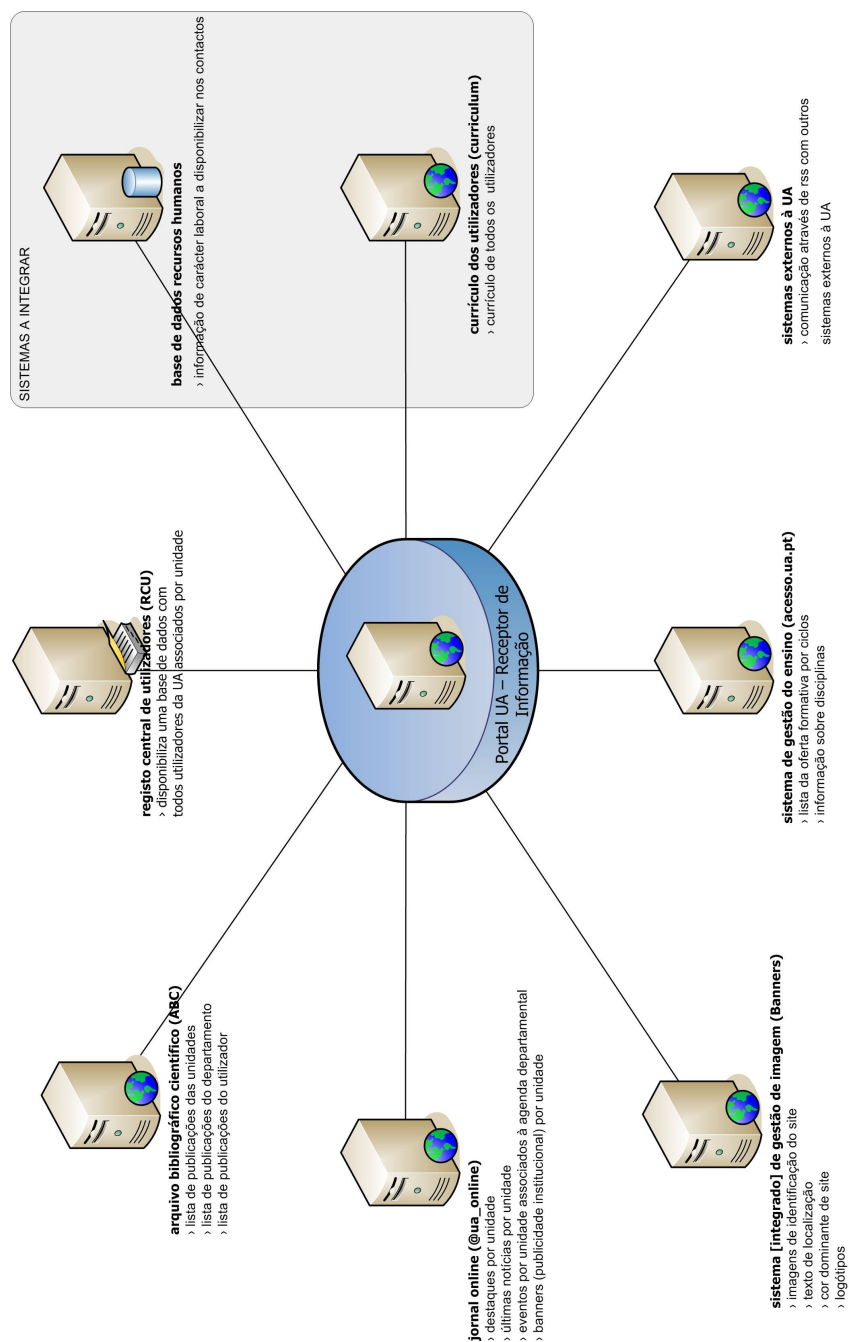 SISTEMAS A INTEGRAR
arquivo bibliográfico científico (ABC)
› lista de publicações das unidades
› lista de publicações do departamento
› lista de publicações do utilizador
registo central de utilizadores (RCU)
› disponibiliza uma base de dados com
todos utilizadores da UA associados por unidade
base de dados recursos humanos
› informação de carácter laboral a disponibilizar nos contactos
jornal online (@ua_online)
› destaques por unidade
› últimas notícias por unidade
› eventos por unidade associados à agenda departamental
› banners (publicidade institucional) por unidade
Portal UA – Receptor de
Informação
currículo dos utilizadores (curriculum)
› currículo de todos os utilizadores
sistema [integrado] de gestão de imagem (Banners)
› imagens de identificação do site
› texto de localização
› cor dominante de site
› logótipos
sistema de gestão do ensino (acesso.ua.pt)
› lista da oferta formativa por ciclos
› informação sobre disciplinas
sistemas externos à UA
› comunicação através de rss com outros
sistemas externos à UA